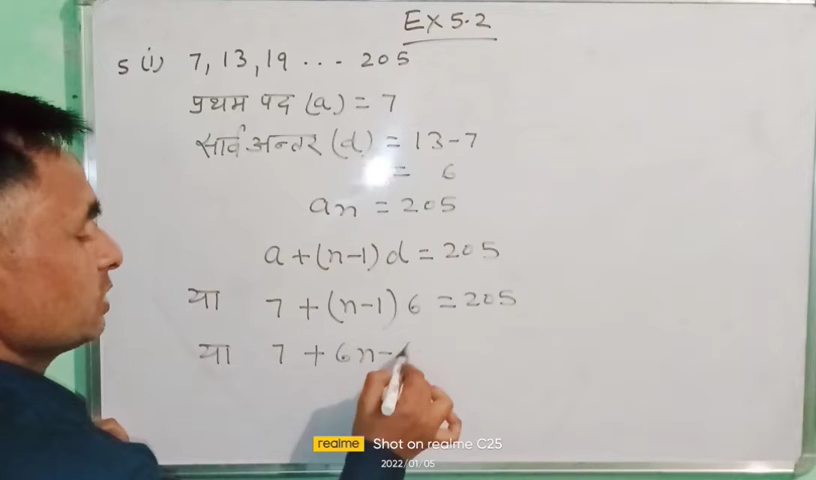 Ex 5.2
5 (i) 7, 13, 19 ... 205
प्रथम पद (a) = 7
सार्व अन्तर (d) = 13-7
= 6
an = 205
a + (n-1) d = 205
या 7 + (n-1) 6 = 205
या 7 + 6n -
realme Shot on realme C25
2022/01/05